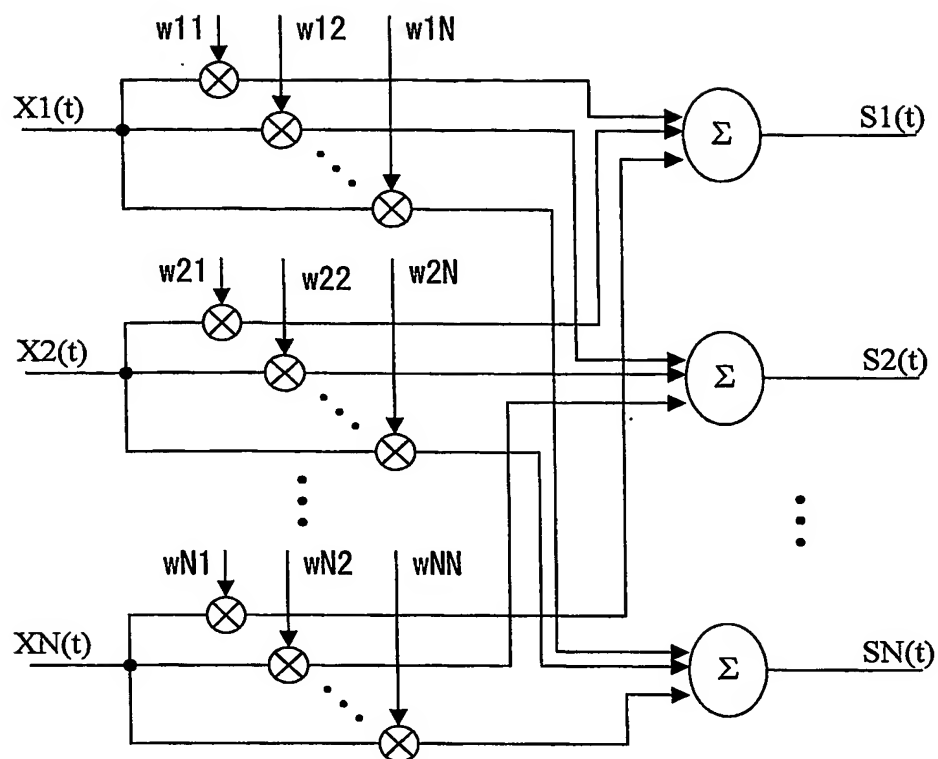 w11 w12 w1N
X1(t)
Σ
S1(t)
w21 w22 w2N
X2(t)
Σ
S2(t)
wN1 wN2 wNN
XN(t)
Σ
SN(t)